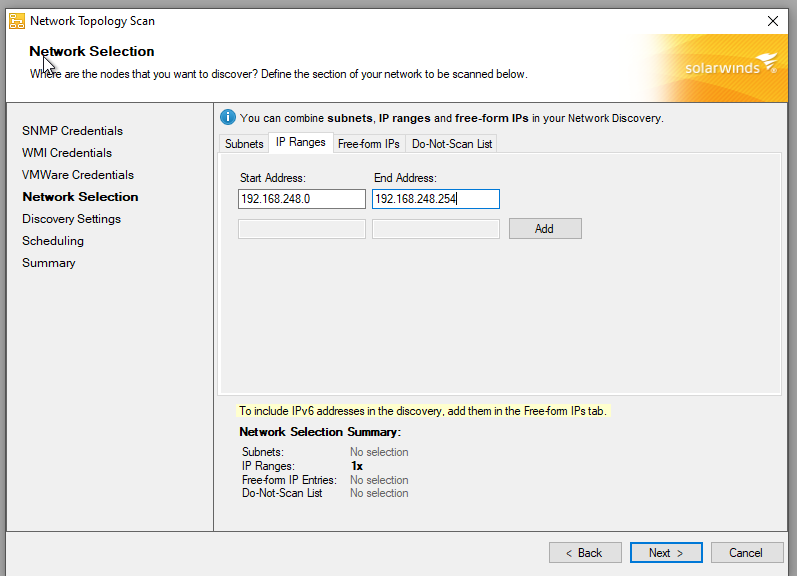 Network Topology Scan
Network Selection
Where are the nodes that you want to discover? Define the section of your network to be scanned below.
solarwinds
SNMP Credentials
WMI Credentials
VMWare Credentials
Network Selection
Discovery Settings
Scheduling
Summary
You can combine subnets, IP ranges and free-form IPs in your Network Discovery.
Subnets IP Ranges Free-form IPs Do-Not-Scan List
Start Address: End Address:
192.168.248.0 192.168.248.254
Add
To include IPv6 addresses in the discovery, add them in the Free-form IPs tab.
Network Selection Summary:
Subnets: No selection
IP Ranges: 1x
Free-form IP Entries: No selection
Do-Not-Scan List No selection
< Back Next > Cancel